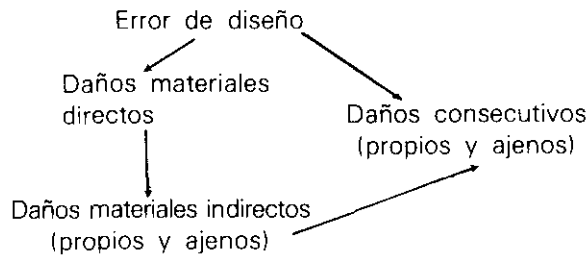 Error de diseño
Daños materiales
directos
Daños consecutivos
(propios y ajenos)
Daños materiales indirectos
(propios y ajenos)